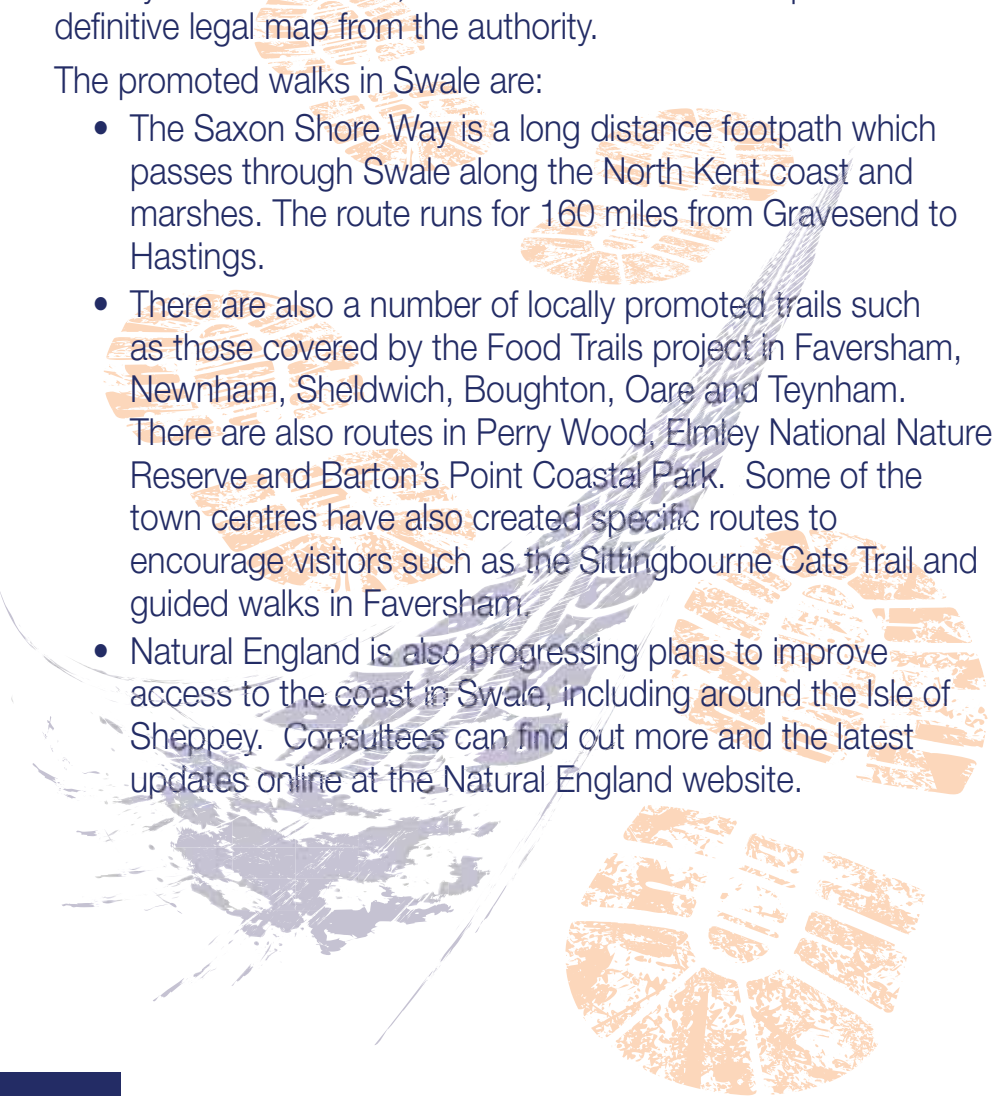 definitive legal map from the authority.
The promoted walks in Swale are:
• The Saxon Shore Way is a long distance footpath which
passes through Swale along the North Kent coast and
marshes. The route runs for 160 miles from Gravesend to
Hastings.
• There are also a number of locally promoted trails such
as those covered by the Food Trails project in Faversham,
Newnham, Sheldwich, Boughton, Oare and Teynham.
There are also routes in Perry Wood, Elmley National Nature
Reserve and Barton's Point Coastal Park.  Some of the
town centres have also created specific routes to
encourage visitors such as the Sittingbourne Cats Trail and
guided walks in Faversham.
• Natural England is also progressing plans to improve
access to the coast in Swale, including around the Isle of
Sheppey.  Consultees can find out more and the latest
updates online at the Natural England website.